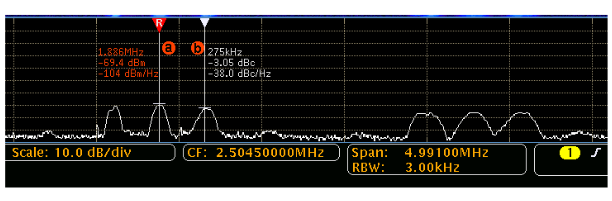 R
1.886MHz
-69.4 dBm
-104 dBm/Hz
a
b
275kHz
-3.05 dBc
-38.0 dBc/Hz
Scale: 10.0 dB/div
CF: 2.50450000MHz
Span: 4.99100MHz
RBW: 3.00kHz
1